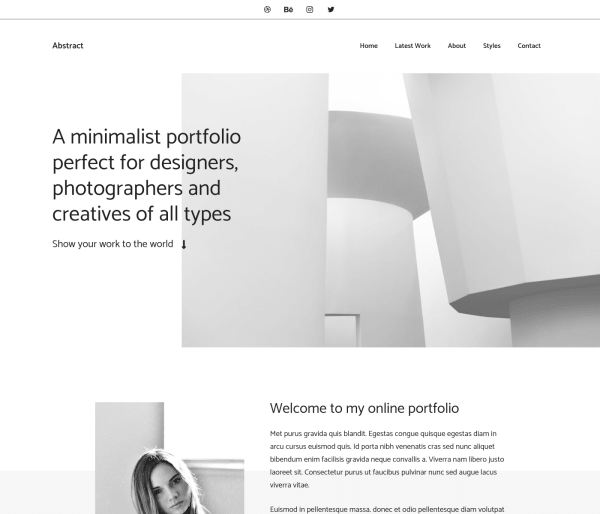 Bē
Abstract
Home Latest Work About Styles Contact
A minimalist portfolio
perfect for designers,
photographers and
creatives of all types
Show your work to the world
Welcome to my online portfolio
Met purus gravida quis blandit. Egestas congue quisque egestas diam in
arcu cursus euismod quis. Id porta nibh venenatis cras sed nunc aliquet
bibendum enim facilisis gravida neque convallis a. Viverra nam libero justo
laoreet sit. Consectetur purus ut faucibus pulvinar nunc sed augue lacus
viverra vitae.
Euismod in pellentesque massa. donec et odio pellentesque diam volutpat